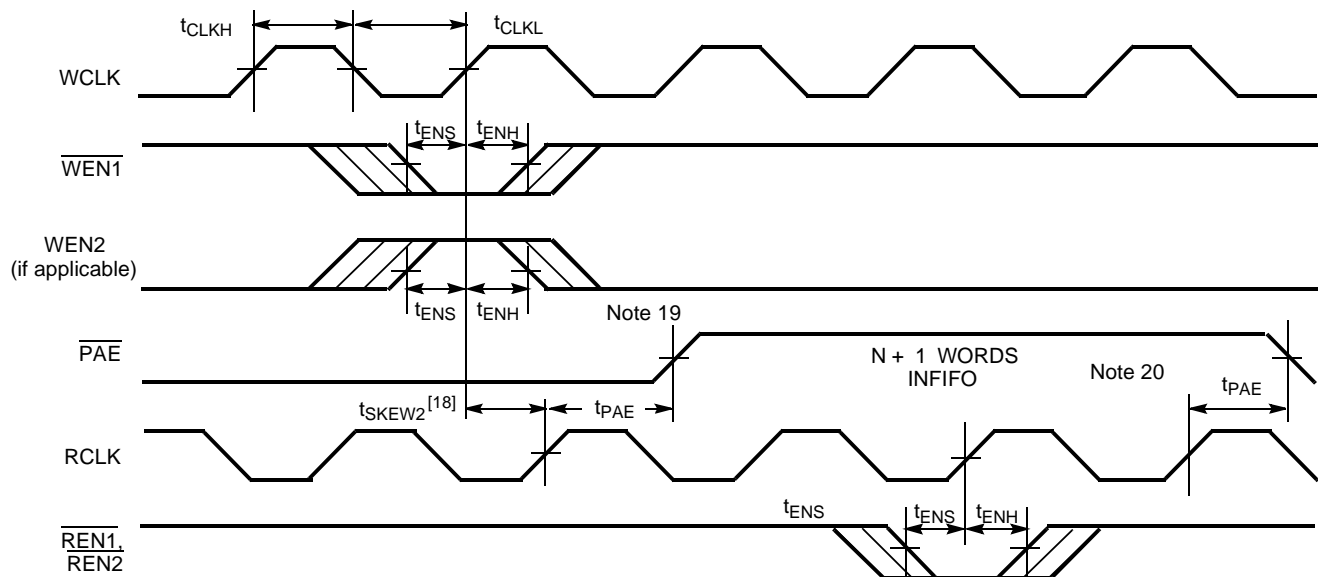 tCLKH
tCLKL
WCLK
tENS tENH
WEN1
WEN2
(if applicable)
tENS tENH
Note 19
PAE
N + 1 WORDS
INFIFO
Note 20
tPAE
tSKEW2 [18]
tPAE
RCLK
tENS
tENS tENH
REN1,
REN2